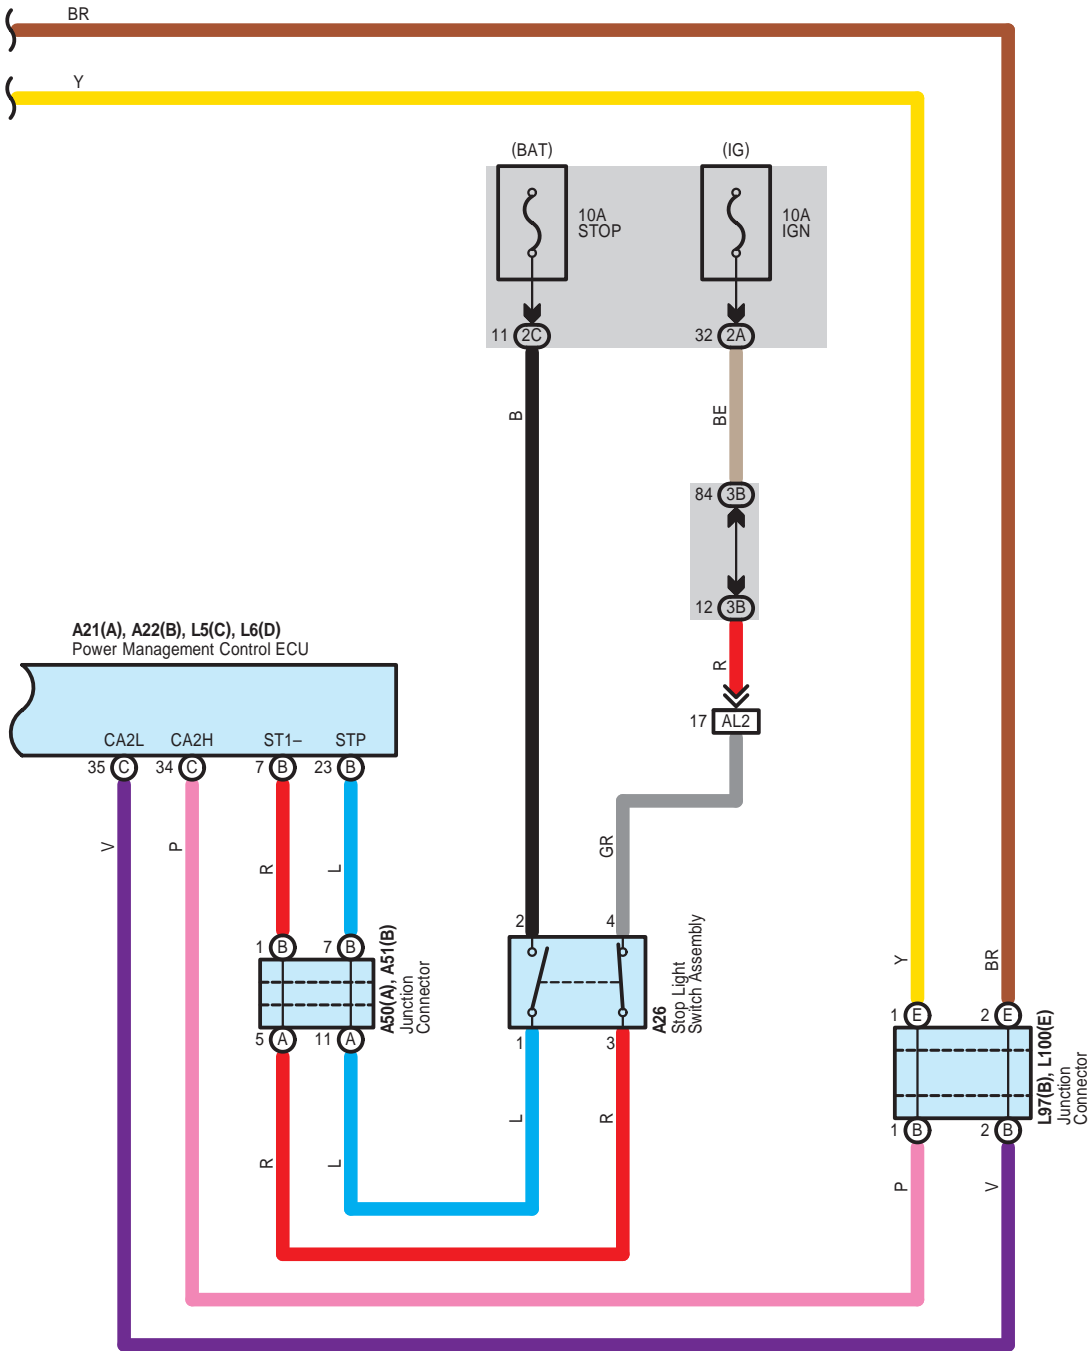 BR
Y
(BAT)
(IG)
10A
STOP
10A
IGN
11 2C
32 2A
B
BE
84 3B
12 3B
R
17 AL2
A21(A), A22(B), L5(C), L6(D)
Power Management Control ECU
CA2L CA2H ST1– STP
35 C 34 C 7 B 23 B
V
P
R
L
GR
2 4
1 B 7 B
A50(A), A51(B)
Junction
Connector
5 A 11 A
A26
Stop Light
Switch Assembly
1 3
Y
BR
1 E 2 E
L97(B), L100(E)
Junction
Connector
1 B 2 B
R
L
L
R
P
V